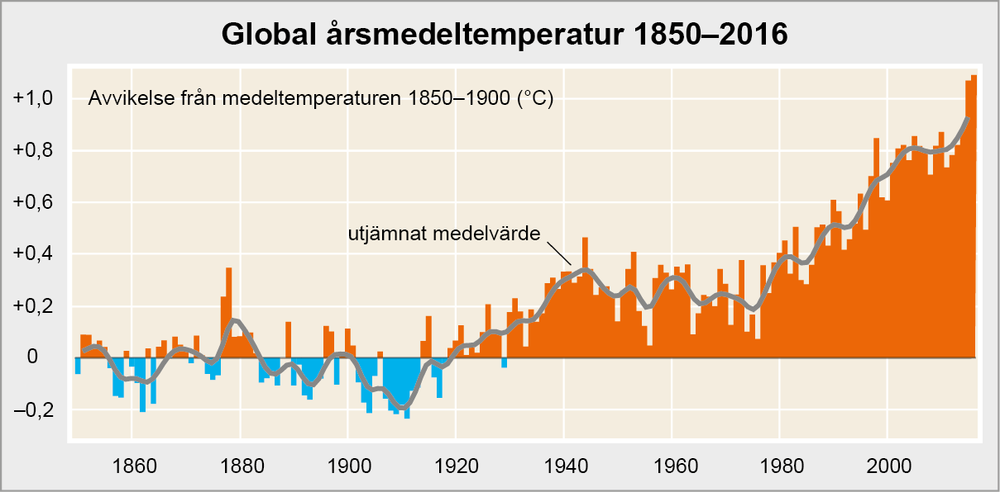 Global årsmedeltemperatur 1850–2016
Avvikelse från medeltemperaturen 1850–1900 (°C)
+1,0
+0,8
+0,6
utjämnat medelvärde
+0,4
+0,2
0
–0,2
1860 1880 1900 1920 1940 1960 1980 2000